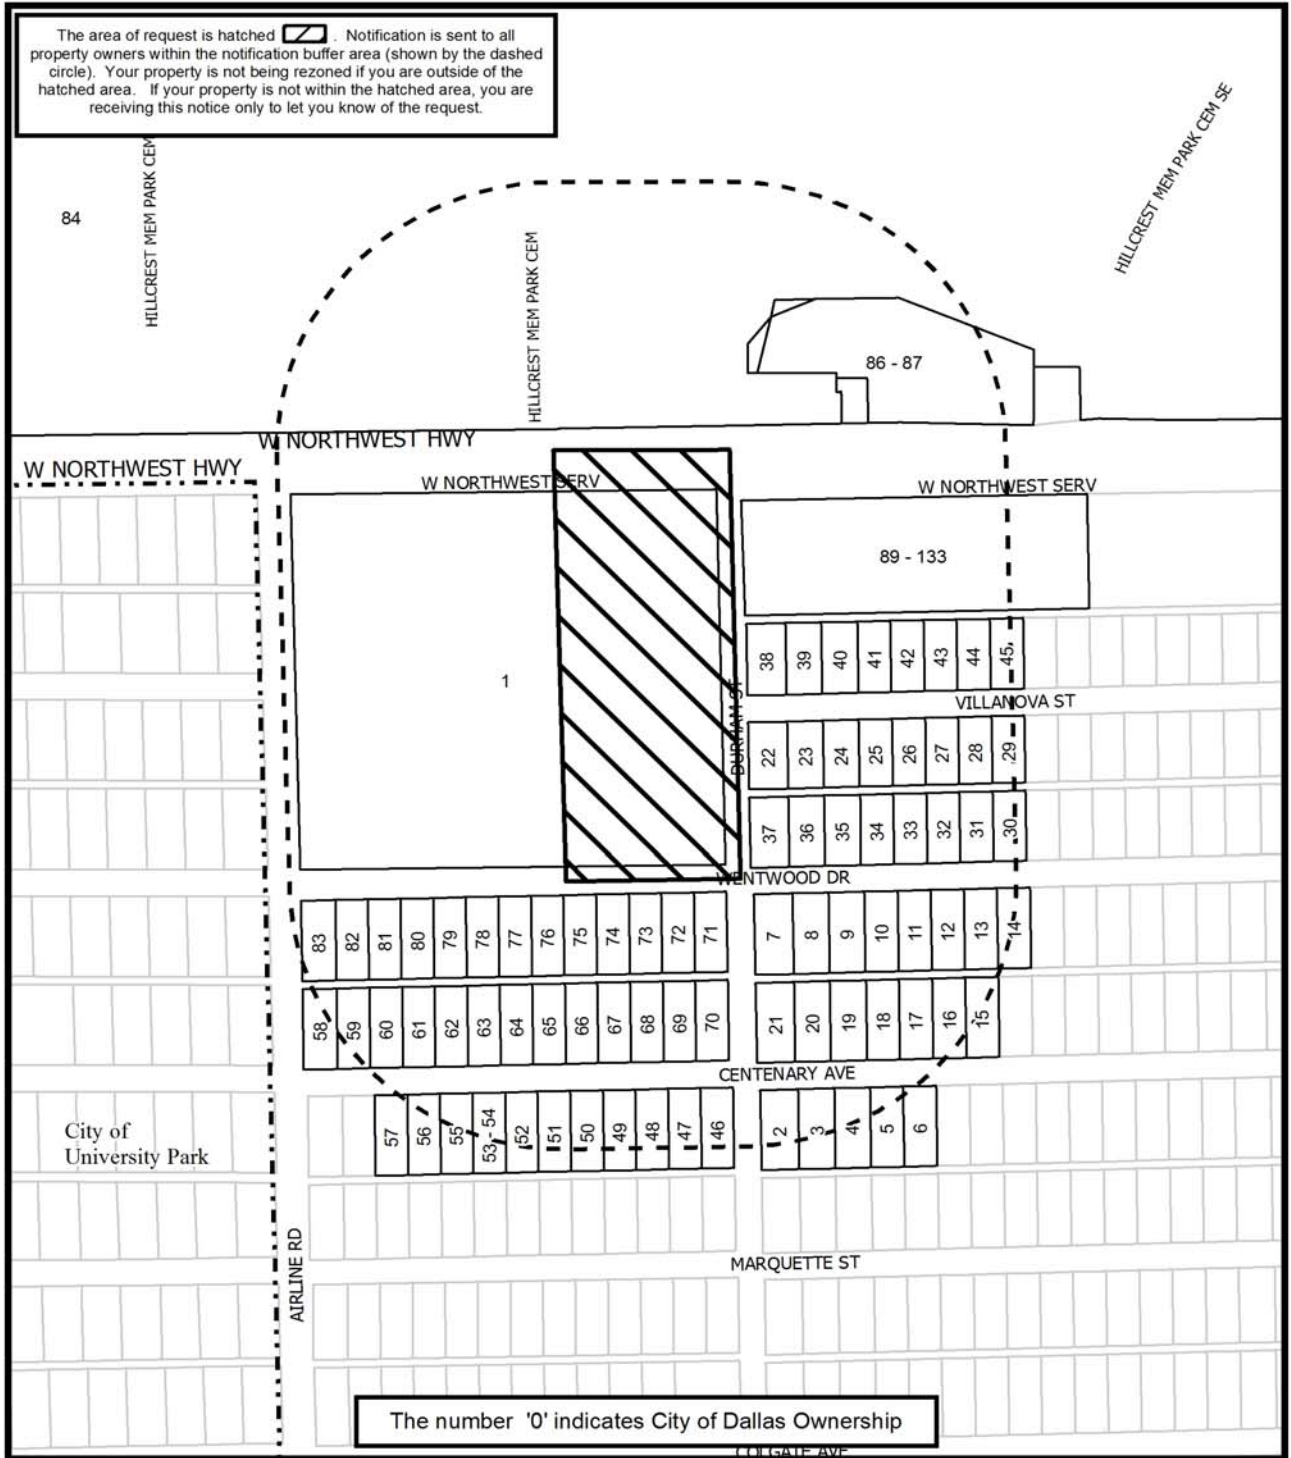 The area of request is hatched . Notification is sent to all
property owners within the notification buffer area (shown by the dashed
circle). Your property is not being rezoned if you are outside of the
hatched area. If your property is not within the hatched area, you are
receiving this notice only to let you know of the request.
HILLCREST MEM PARK CEM
84
HILLCREST MEM PARK CEM
HILLCREST MEM PARK CEM SE
86 - 87
W NORTHWEST HWY
W NORTHWEST HWY
W NORTHWEST SERV
W NORTHWEST SERV
89 - 133
1
38 39 40 41 42 43 44 45
VILLANOVA ST
DURHAM ST
22 23 24 25 26 27 28 29
37 36 35 34 33 32 31 30
WENTWOOD DR
83 82 81 80 79 78 77 76 75 74 73 72 71
7 8 9 10 11 12 13 14
58 59 60 61 62 63 64 65 66 67 68 69 70
21 20 19 18 17 16 15
CENTENARY AVE
57 56 55 53 - 54 52 51 50 49 48 47 46
2 3 4 5 6
City of
University Park
AIRLINE RD
MARQUETTE ST
The number '0' indicates City of Dallas Ownership
COLGATE AVE